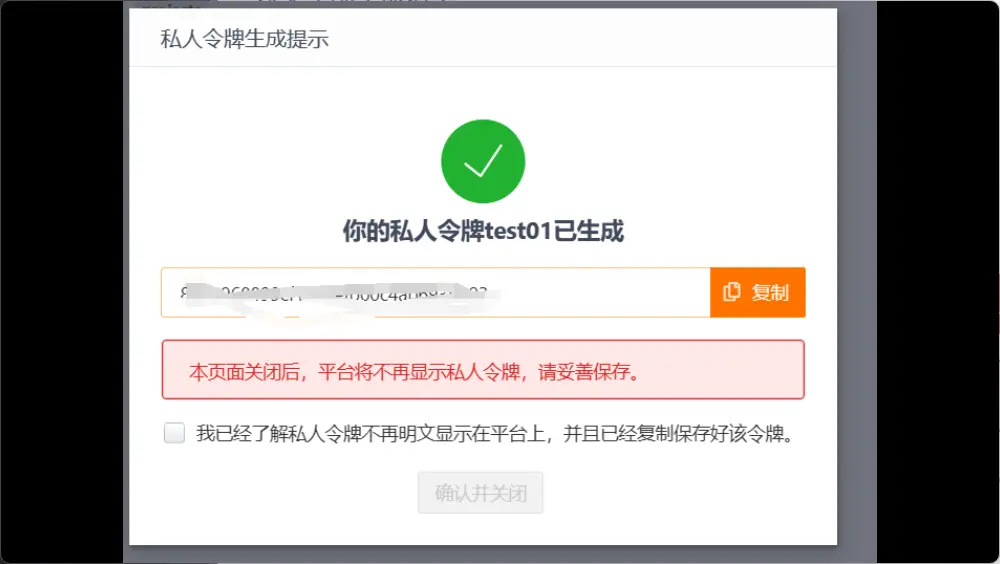 私人令牌生成提示
你的私人令牌test01已生成
复制
本页面关闭后，平台将不再显示私人令牌，请妥善保存。
我已经了解私人令牌不再明文显示在平台上，并且已经复制保存好该令牌。
确认并关闭